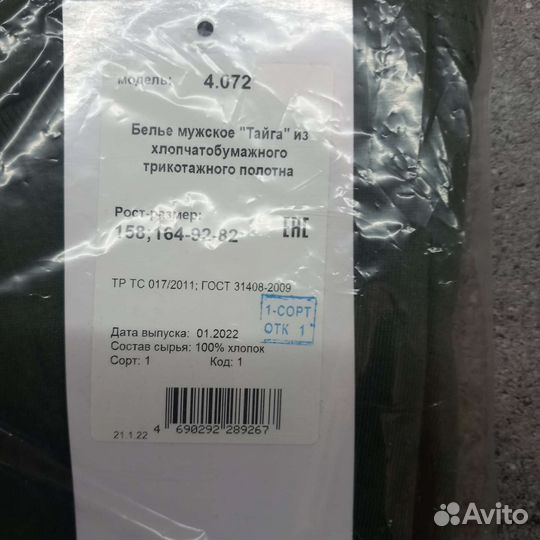 модель: 4.072
Белье мужское "Тайга" из
хлопчатобумажного
трикотажного полотна
Рост-размер:
158,164-92-82
EAC
ТР ТС 017/2011; ГОСТ 31408-2009
1-СОРТ
ОТК 1
Дата выпуска: 01.2022
Состав сырья: 100% хлопок
Сорт: 1 Код: 1
21.1.22
4 690292 289267
Avito